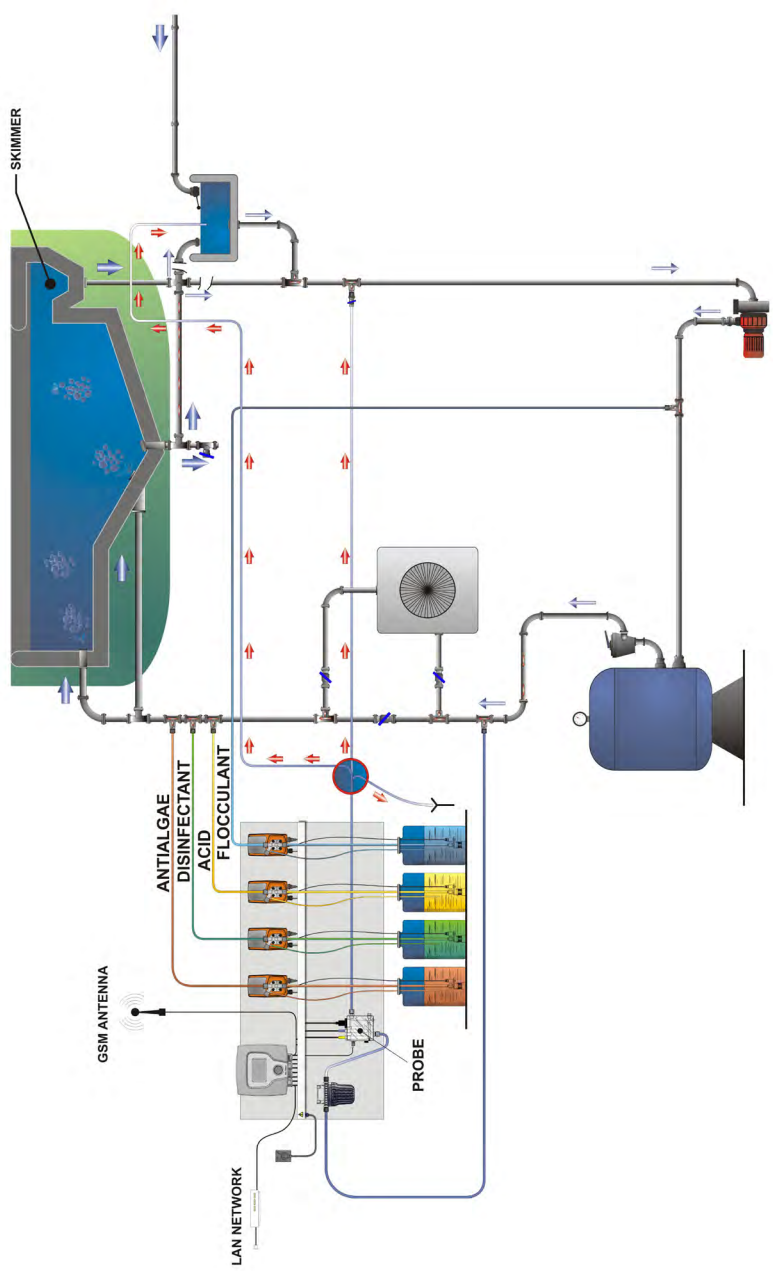 SKIMMER
ANTIALGAE
DISINFECTANT
ACID
FLOCCULANT
GSM ANTENNA
PROBE
LAN NETWORK